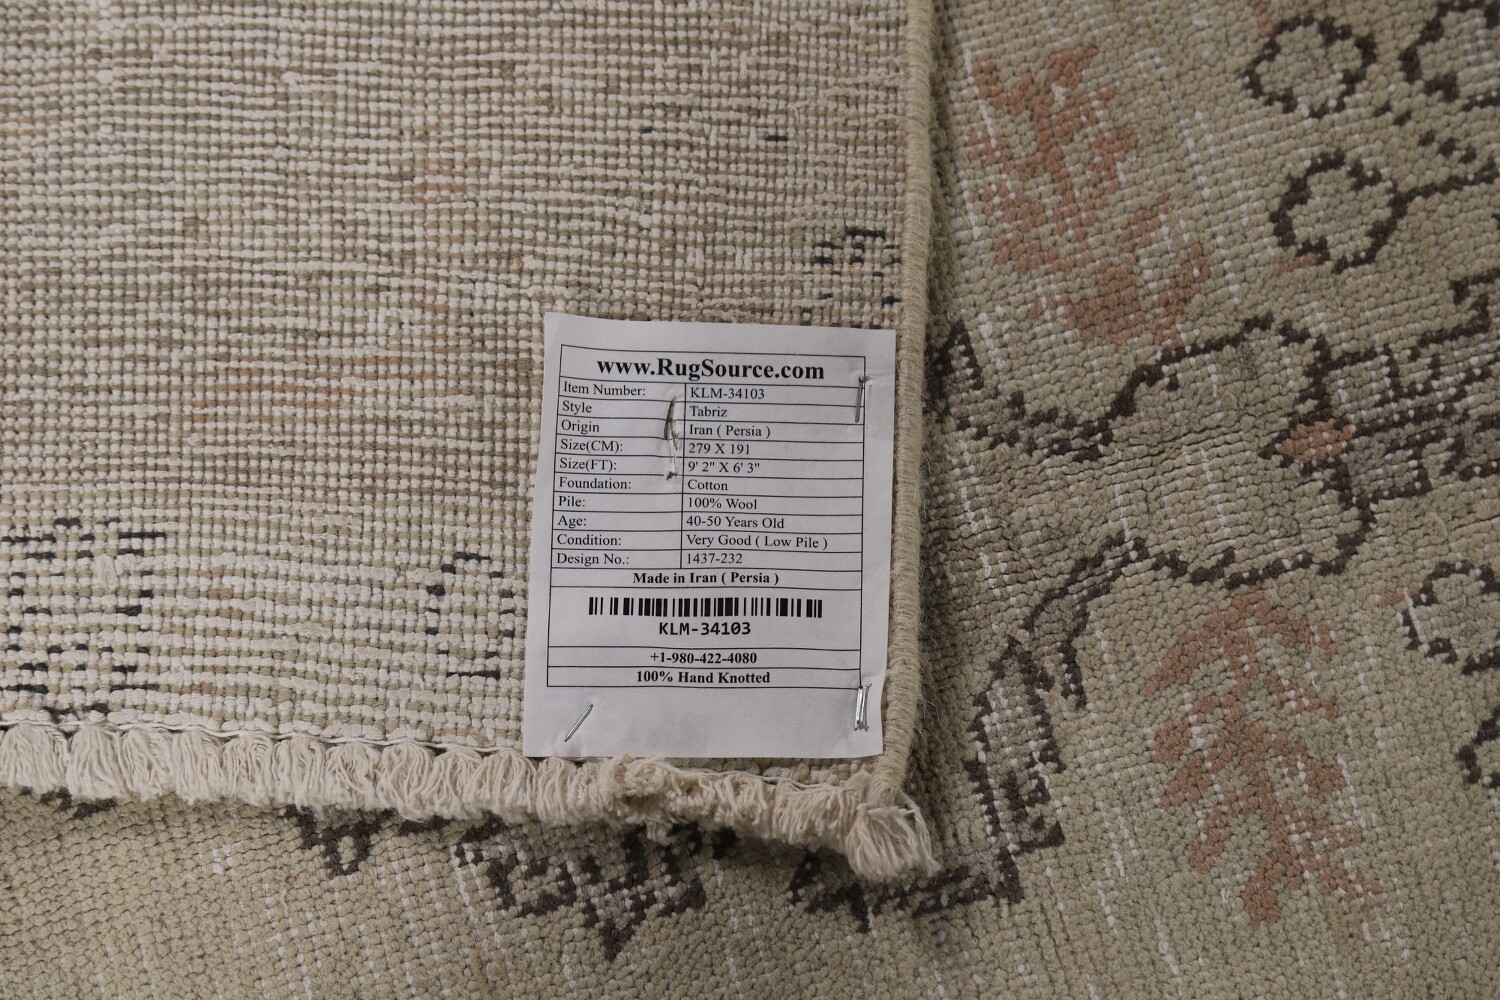 www.RugSource.com
Item Number: KLM-34103
Style Tabriz
Origin Iran ( Persia )
Size(CM): 279 X 191
Size(FT): 9' 2" X 6' 3"
Foundation: Cotton
Pile: 100% Wool
Age: 40-50 Years Old
Condition: Very Good ( Low Pile )
Design No.: 1437-232
Made in Iran ( Persia )
KLM-34103
+1-980-422-4080
100% Hand Knotted